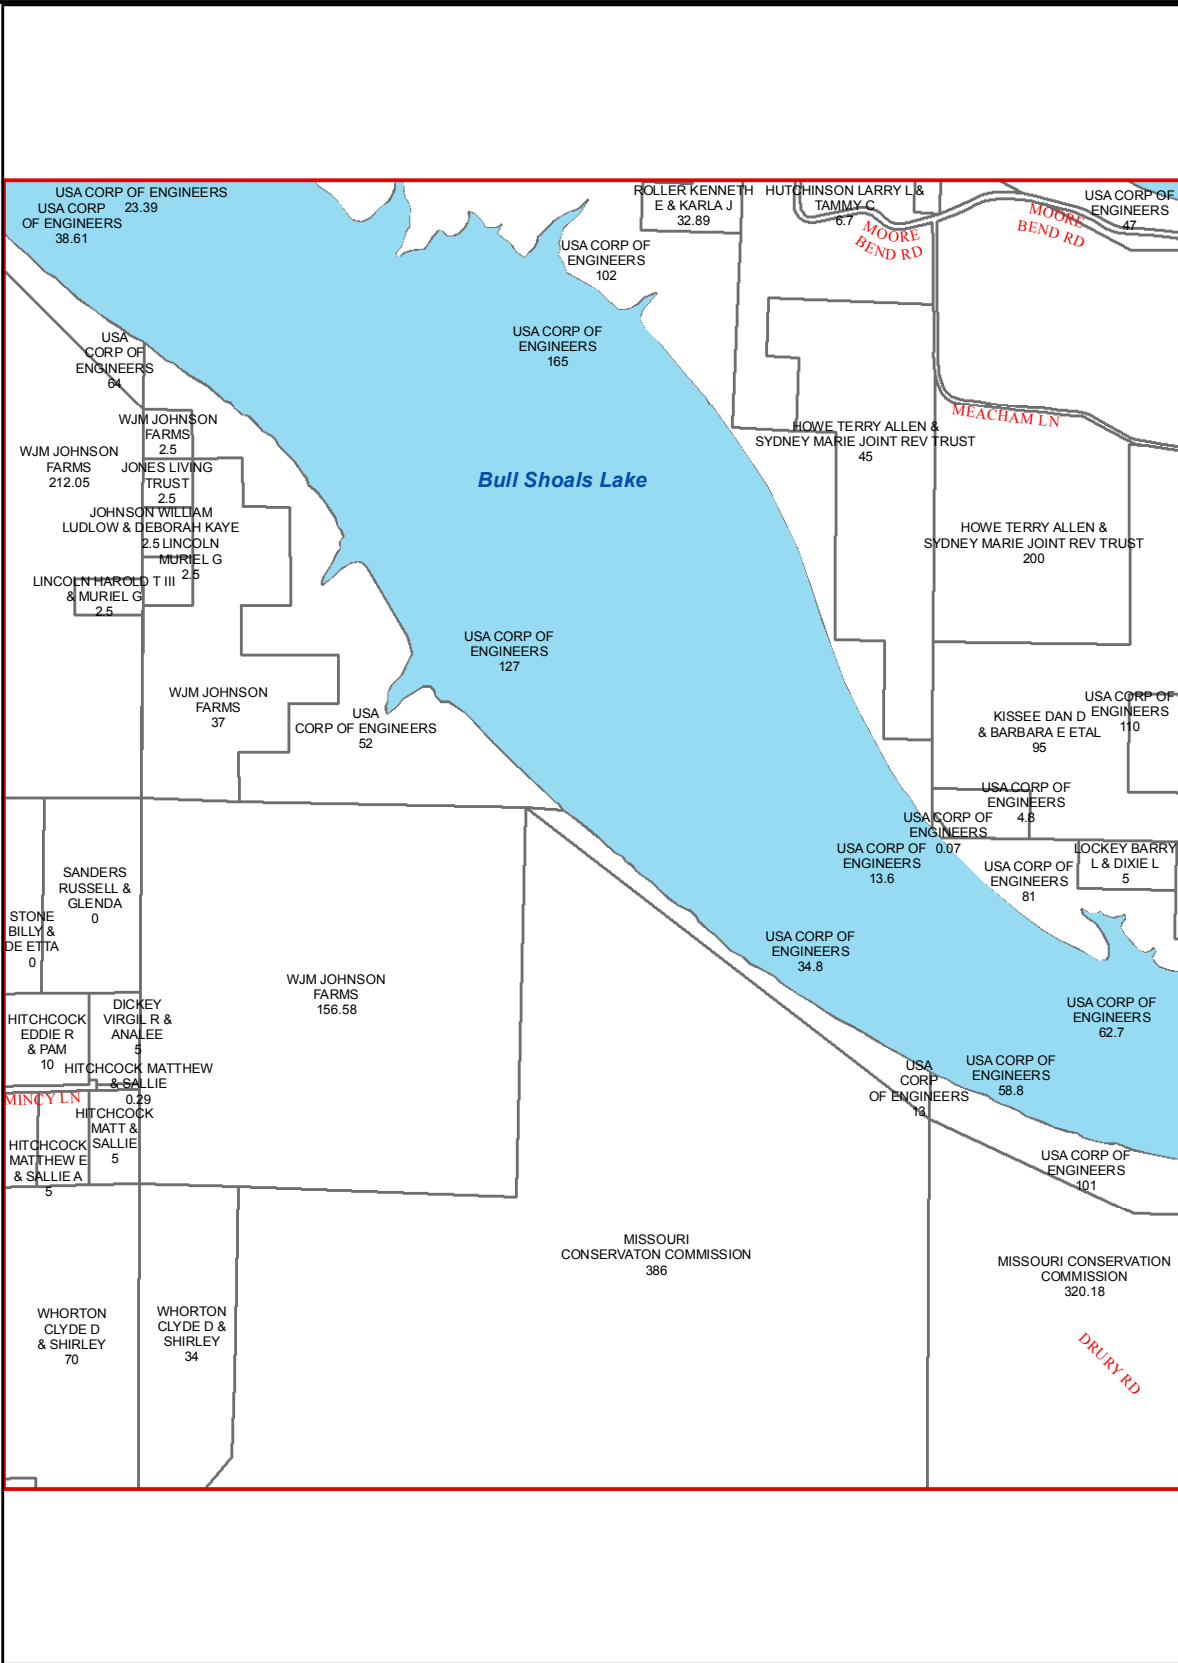 USA CORP OF ENGINEERS
23.39
USA CORP
OF ENGINEERS
38.61
ROLLER KENNETH
E & KARLA J
32.89
HUTCHINSON LARRY L &
TAMMY C
6.7
USA CORP OF
ENGINEERS
47
MOORE
BEND RD
MOORE
BEND RD
USA CORP OF
ENGINEERS
102
USA CORP OF
ENGINEERS
165
USA
CORP OF
ENGINEERS
64
WJM JOHNSON
FARMS
2.5
WJM JOHNSON
FARMS
212.05
JONES LIVING
TRUST
2.5
MEACHAM LN
HOWE TERRY ALLEN &
SYDNEY MARIE JOINT REV TRUST
45
Bull Shoals Lake
JOHNSON WILLIAM
LUDLOW & DEBORAH KAYE
2.5 LINCOLN
MURIEL G
2.5
LINCOLN HAROLD T III
& MURIEL G
2.5
HOWE TERRY ALLEN &
SYDNEY MARIE JOINT REV TRUST
200
USA CORP OF
ENGINEERS
127
WJM JOHNSON
FARMS
37
USA
CORP OF ENGINEERS
52
KISSEE DAN D
& BARBARA E ETAL
95
USA CORP OF
ENGINEERS
110
USA CORP OF
ENGINEERS
4.8
USA CORP OF
ENGINEERS
0.07
USA CORP OF
ENGINEERS
13.6
USA CORP OF
ENGINEERS
81
LOCKEY BARRY
L & DIXIE L
5
SANDERS
RUSSELL &
GLENDA
0
STONE
BILLY &
DE ETTA
0
USA CORP OF
ENGINEERS
34.8
WJM JOHNSON
FARMS
156.58
USA CORP OF
ENGINEERS
62.7
HITCHCOCK
EDDIE R
& PAM
10
DICKEY
VIRGIL R &
ANALEE
5
HITCHCOCK MATTHEW
& SALLIE
0.29
USA
CORP
OF ENGINEERS
13
USA CORP OF
ENGINEERS
58.8
MINCY LN
HITCHCOCK
MATT &
SALLIE
5
HITCHCOCK
MATTHEW E
& SALLIE A
5
USA CORP OF
ENGINEERS
101
MISSOURI
CONSERVATON COMMISSION
386
MISSOURI CONSERVATION
COMMISSION
320.18
WHORTON
CLYDE D
& SHIRLEY
70
WHORTON
CLYDE D &
SHIRLEY
34
DRURY RD